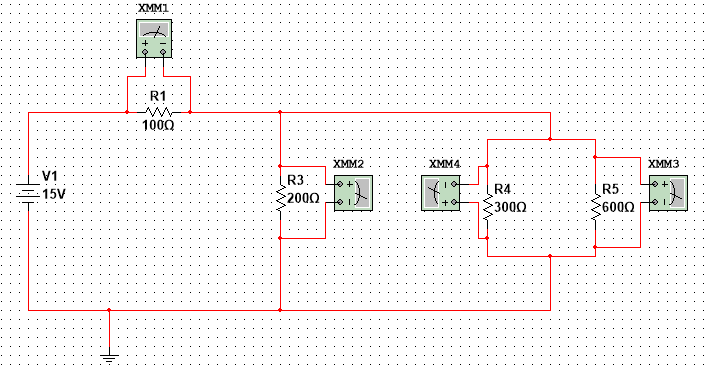 XMM1
R1
100Ω
V1
15V
XMM2
R3
200Ω
XMM4
R4
300Ω
XMM3
R5
600Ω